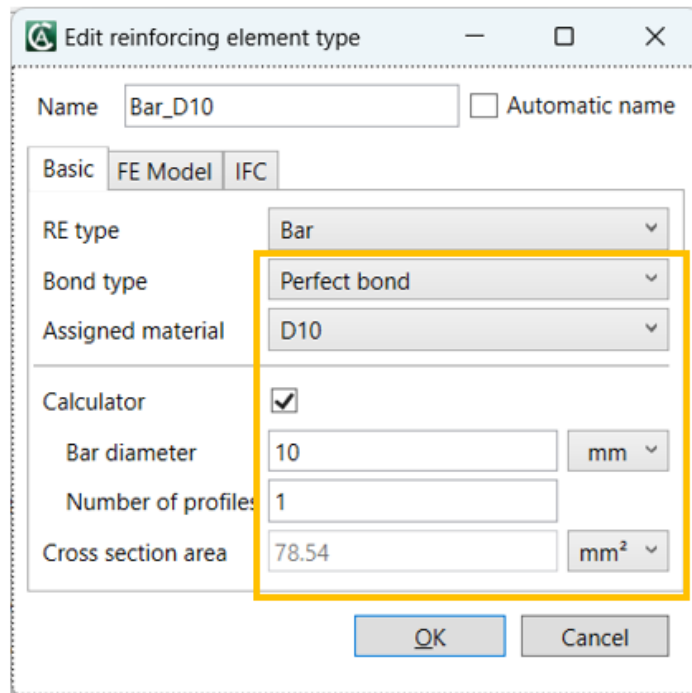 Edit reinforcing element type
Name Bar_D10 Automatic name
Basic FE Model IFC
RE type Bar
Bond type Perfect bond
Assigned material D10
Calculator
Bar diameter 10 mm
Number of profiles 1
Cross section area 78.54 mm²
OK Cancel